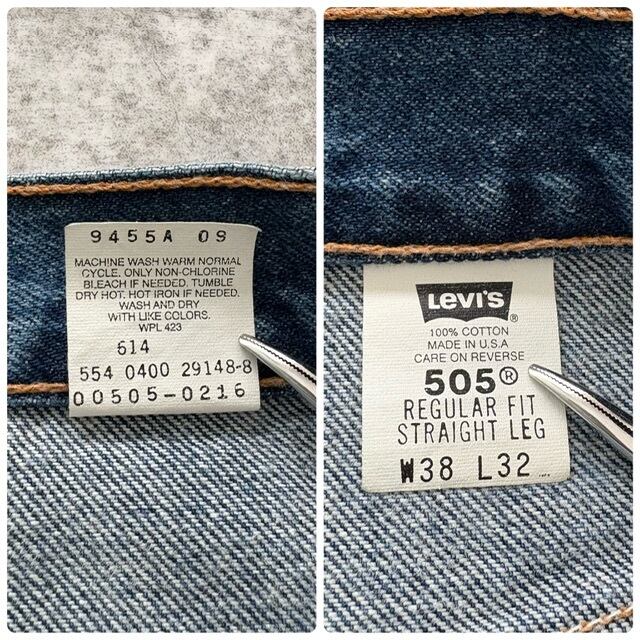 9455A 09
MACHINE WASH WARM NORMAL
CYCLE. ONLY NON-CHLORINE
BLEACH IF NEEDED. TUMBLE
DRY HOT. HOT IRON IF NEEDED.
WASH AND DRY
WITH LIKE COLORS.
WPL 423
614
554 0400 29148-8
00505-0216
LEVI'S®
100% COTTON
MADE IN U.S.A
CARE ON REVERSE
505®
REGULAR FIT
STRAIGHT LEG
W38 L32